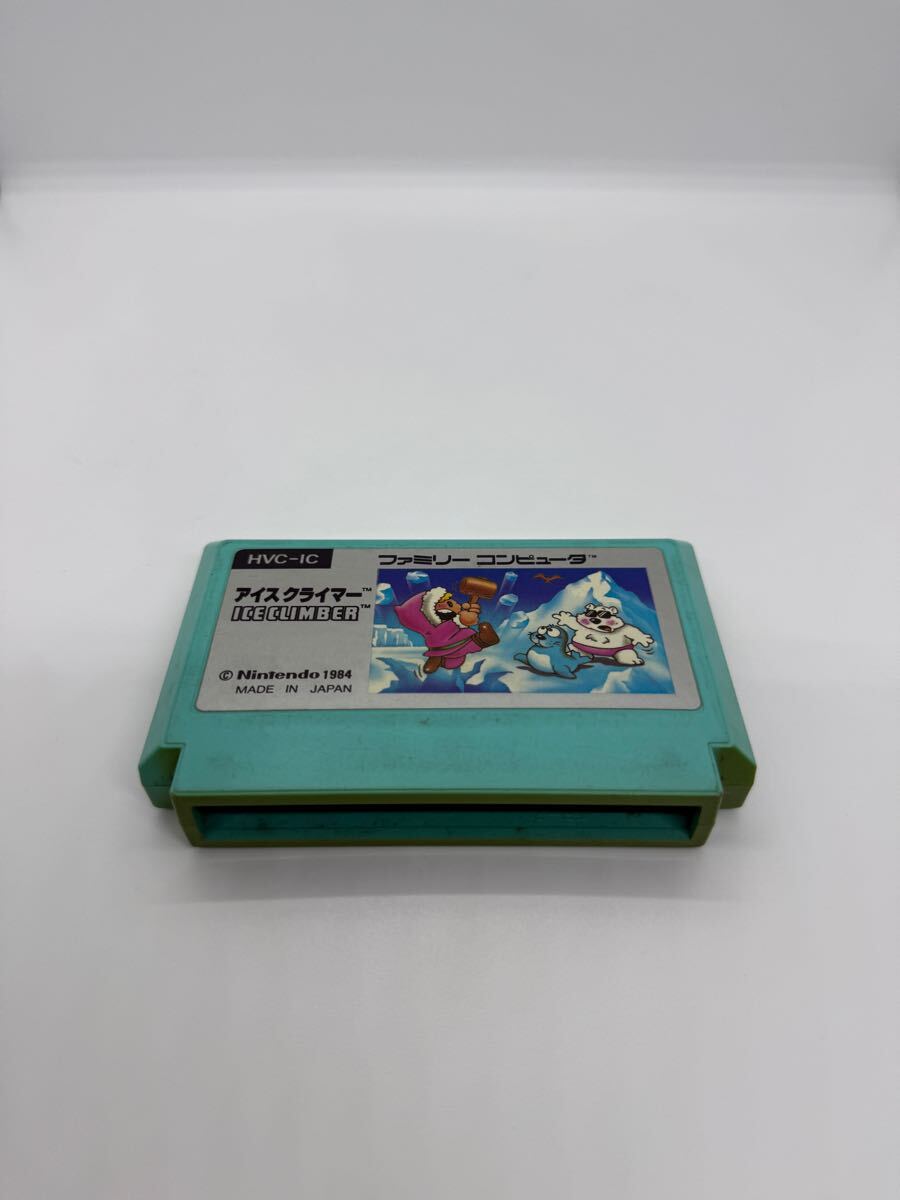 HVC-IC
ファミリー コンピュータ™
アイスクライマー™
ICE CLIMBER™
© Nintendo 1984
MADE IN JAPAN